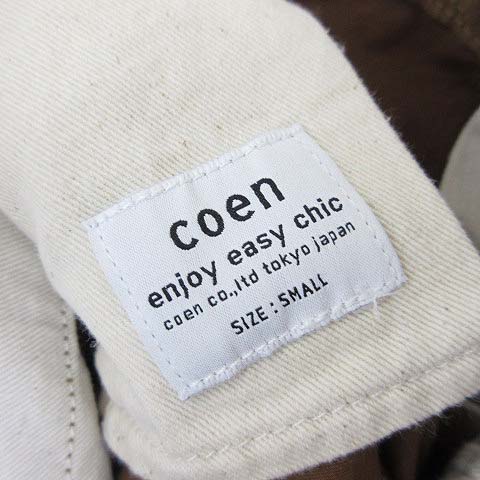 coen
enjoy easy chic
coen co.,ltd tokyo japan
SIZE : SMALL